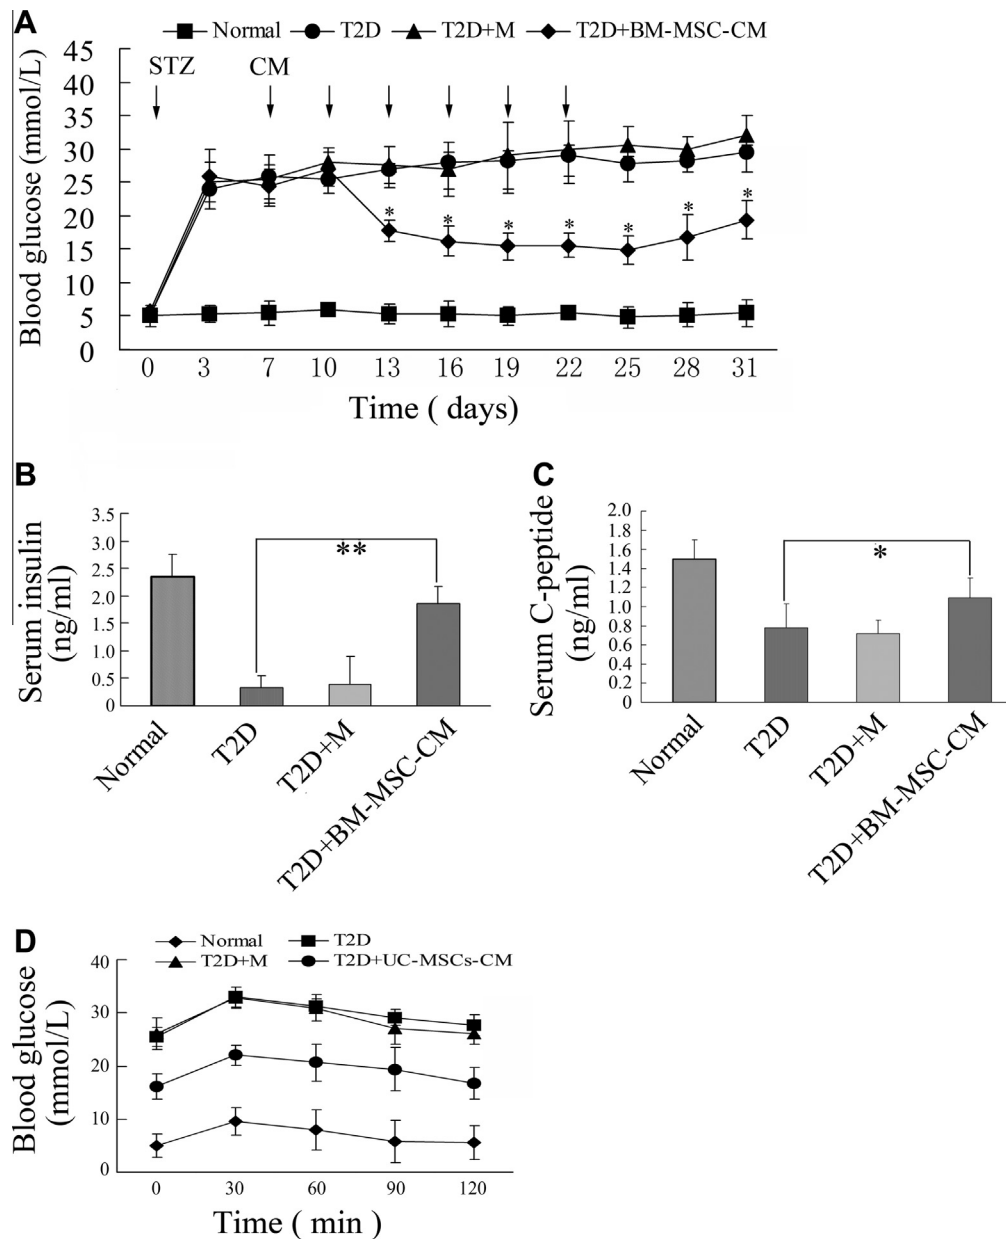 A
Normal T2D T2D+M T2D+BM-MSC-CM
Blood glucose (mmol/L)
45
40
35
30
25
20
15
10
5
0
STZ CM
* * * * * * *
0 3 7 10 13 16 19 22 25 28 31
Time ( days)
B
Serum insulin
(ng/ml)
3.5
3.0
2.5
2.0
1.5
1.0
0.5
0
**
Normal
T2D
T2D+M
T2D+BM-MSC-CM
C
Serum C-peptide
(ng/ml)
2.0
1.8
1.6
1.4
1.2
1.0
0.8
0.6
0.4
0.2
0
*
Normal
T2D
T2D+M
T2D+BM-MSC-CM
D
Normal T2D
T2D+M T2D+UC-MSCs-CM
Blood glucose
(mmol/L)
40
30
20
10
0
0 30 60 90 120
Time ( min )